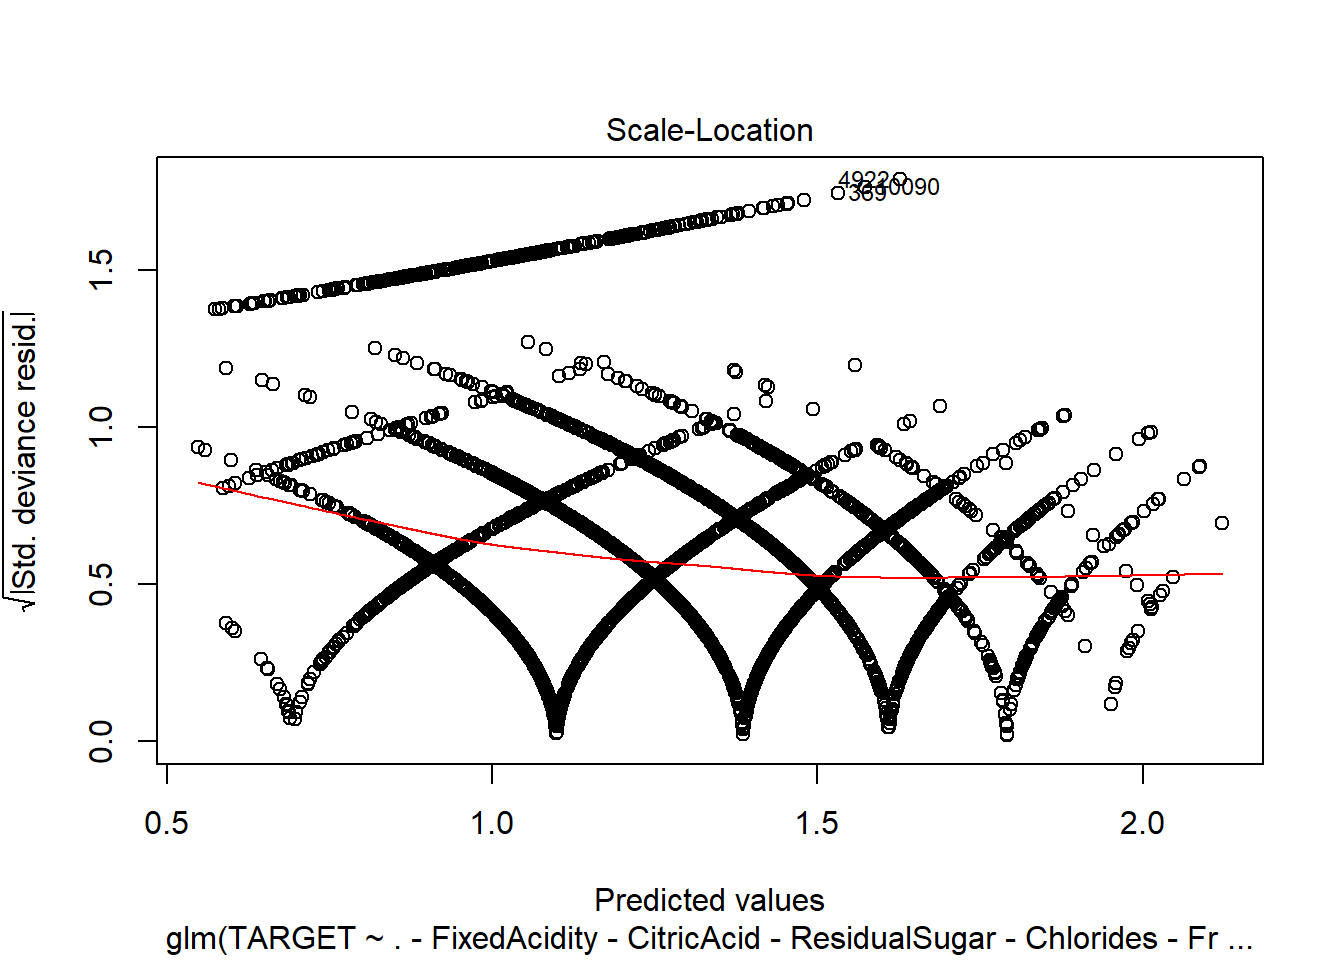 Scale-Location
4922
10090
369
√|Std. deviance resid.|
0.0
0.5
1.0
1.5
0.5 1.0 1.5 2.0
Predicted values
glm(TARGET ~ . - FixedAcidity - CitricAcid - ResidualSugar - Chlorides - Fr ...